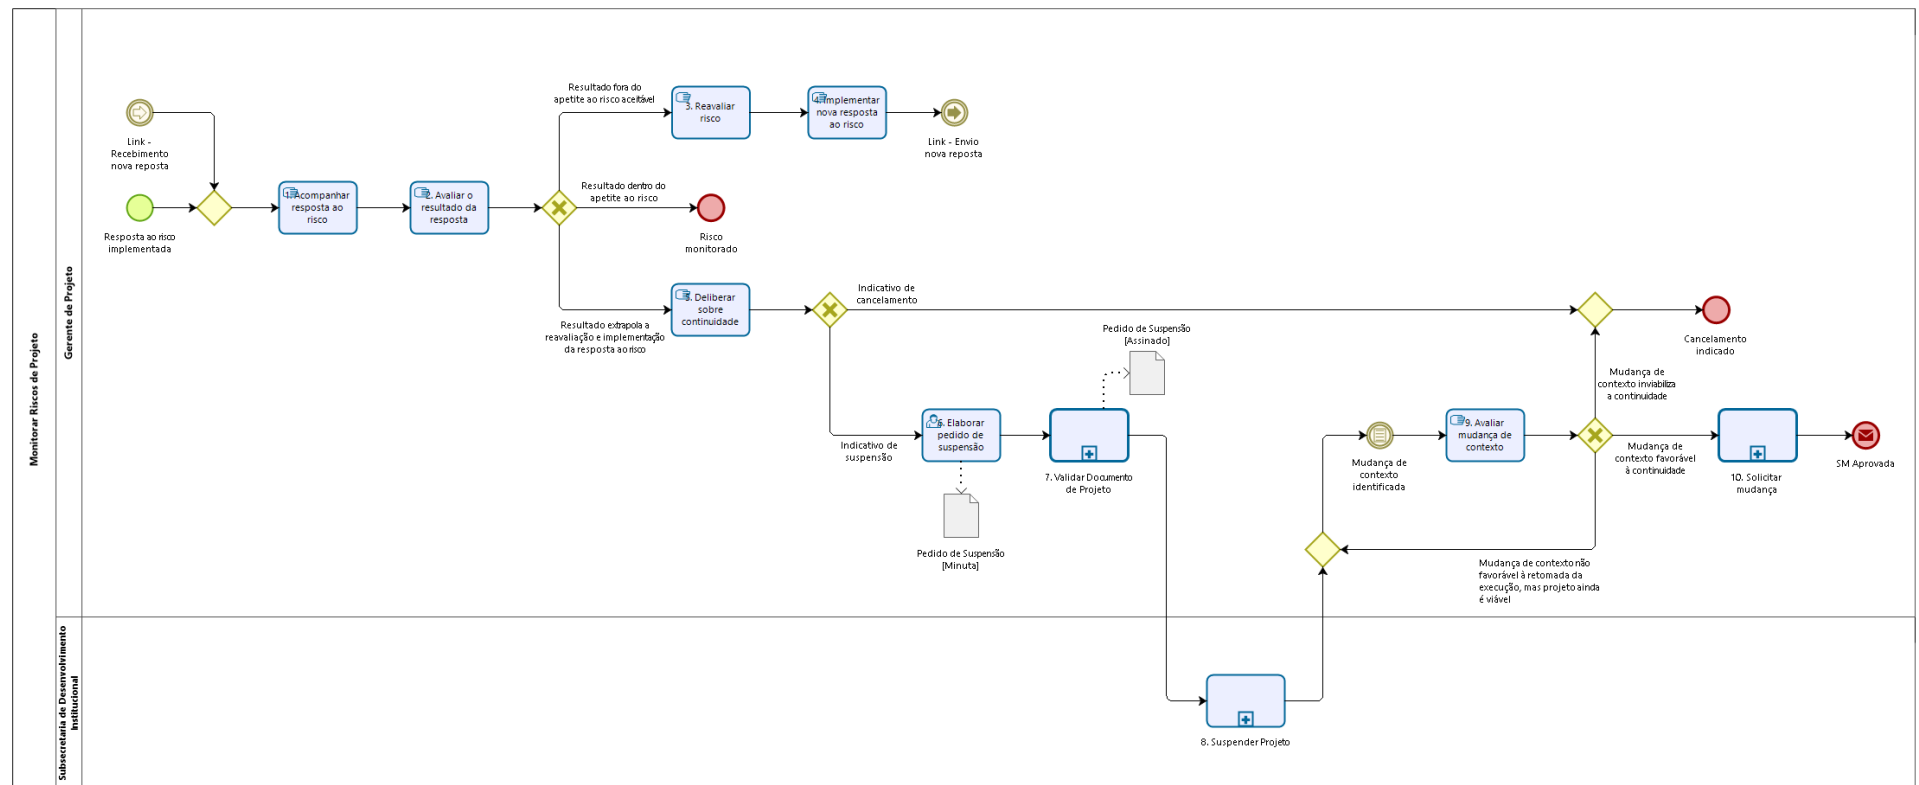 Monitorar Riscos de Projeto
Gerente de Projeto
Link -
Recebimento
nova reposta
Resposta ao risco
implementada
1. Acompanhar
resposta ao
risco
2. Avaliar o
resultado da
resposta
Resultado fora do
apetite ao risco aceitável
3. Reavaliar
risco
4. Implementar
nova resposta
ao risco
Link - Envio
nova reposta
Resultado dentro do
apetite ao risco
Risco
monitorado
Resultado extrapola a
reavaliação e implementação
da resposta ao risco
5. Deliberar
sobre
continuidade
Indicativo de
cancelamento
Cancelamento
indicado
Indicativo de
suspensão
6. Elaborar
pedido de
suspensão
Pedido de Suspensão
[Minuta]
7. Validar Documento
de Projeto
Pedido de Suspensão
[Assinado]
Mudança de
contexto
identificada
9. Avaliar
mudança de
contexto
Mudança de
contexto inviabiliza
a continuidade
Mudança de
contexto favorável
à continuidade
10. Solicitar
mudança
SM Aprovada
Mudança de contexto não
favorável à retomada da
execução, mas projeto ainda
é viável
Subsecretaria de Desenvolvimento
Institucional
8. Suspender Projeto